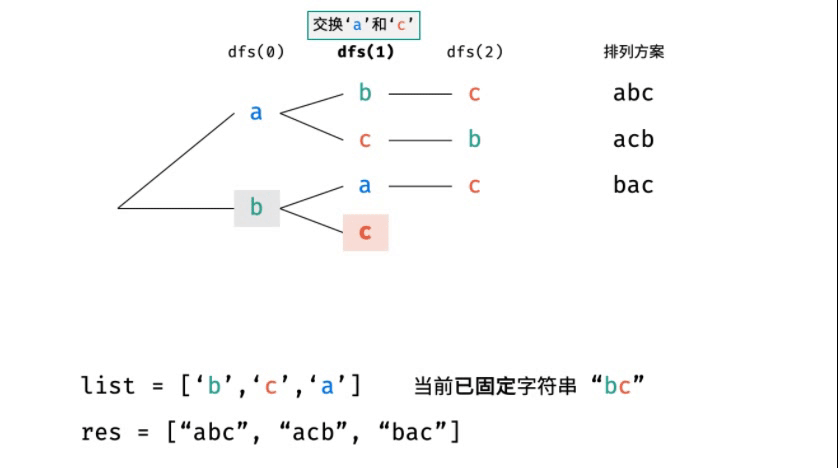 交换‘a’和‘c’
dfs(0) dfs(1) dfs(2) 排列方案
b c abc
a
c b acb
a c bac
b
c
list = [‘b’,‘c’,‘a’] 当前已固定字符串 “bc”
res = [“abc”, “acb”, “bac”]